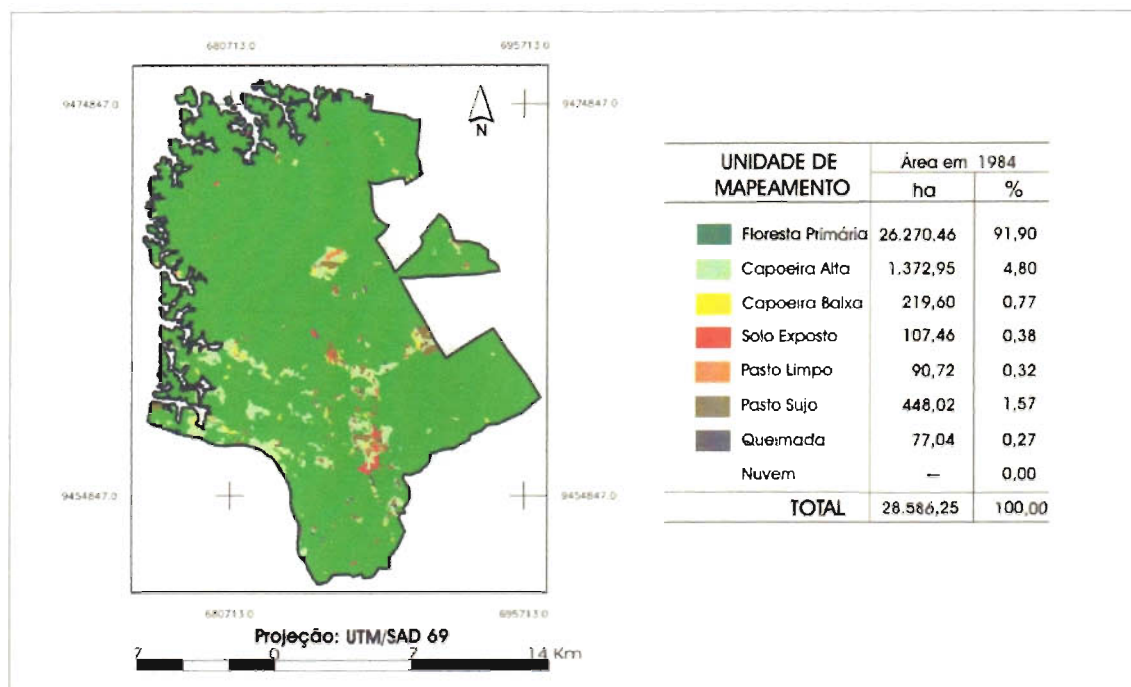 680713.0 695713.0
9474847.0 9474847.0
N
9454847.0 9454847.0
680713.0 695713.0
Projeção: UTM/SAD 69
7 0 7 14 Km
UNIDADE DE MAPEAMENTO Área em 1984
ha %
Floresta Primária 26.270,46 91,90
Capoeira Alta 1.372,95 4,80
Capoeira Baixa 219,60 0,77
Solo Exposto 107,46 0,38
Pasto Limpo 90,72 0,32
Pasto Sujo 448,02 1,57
Queimada 77,04 0,27
Nuvem – 0,00
TOTAL 28.586,25 100,00